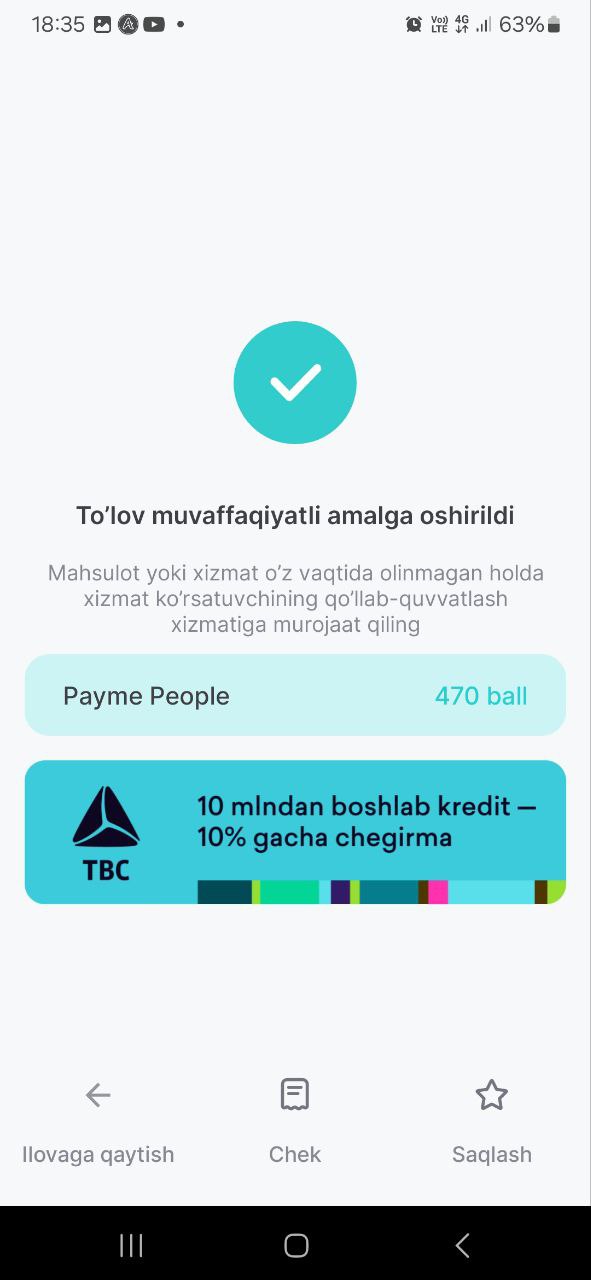 18:35
Vo)) LTE 4G 63%
To’lov muvaffaqiyatli amalga oshirildi
Mahsulot yoki xizmat o’z vaqtida olinmagan holda
xizmat ko’rsatuvchining qo’llab-quvvatlash
xizmatiga murojaat qiling
Payme People 470 ball
10 mlndan boshlab kredit —
10% gacha chegirma
TBC
Ilovaga qaytish Chek Saqlash